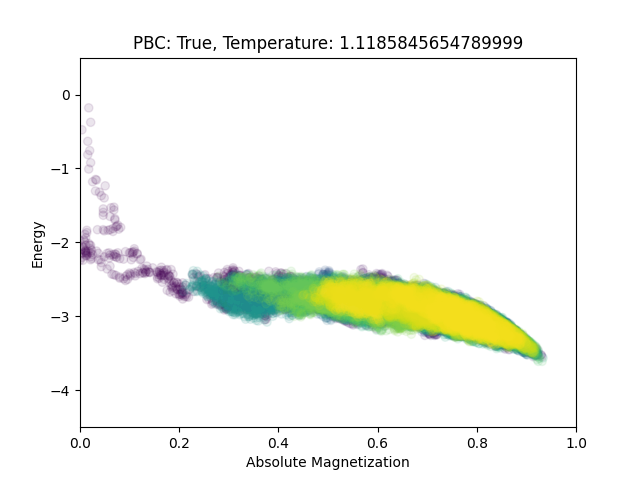 PBC: True, Temperature: 1.1185845654789999
0
−1
−2
−3
−4
Energy
0.0 0.2 0.4 0.6 0.8 1.0
Absolute Magnetization